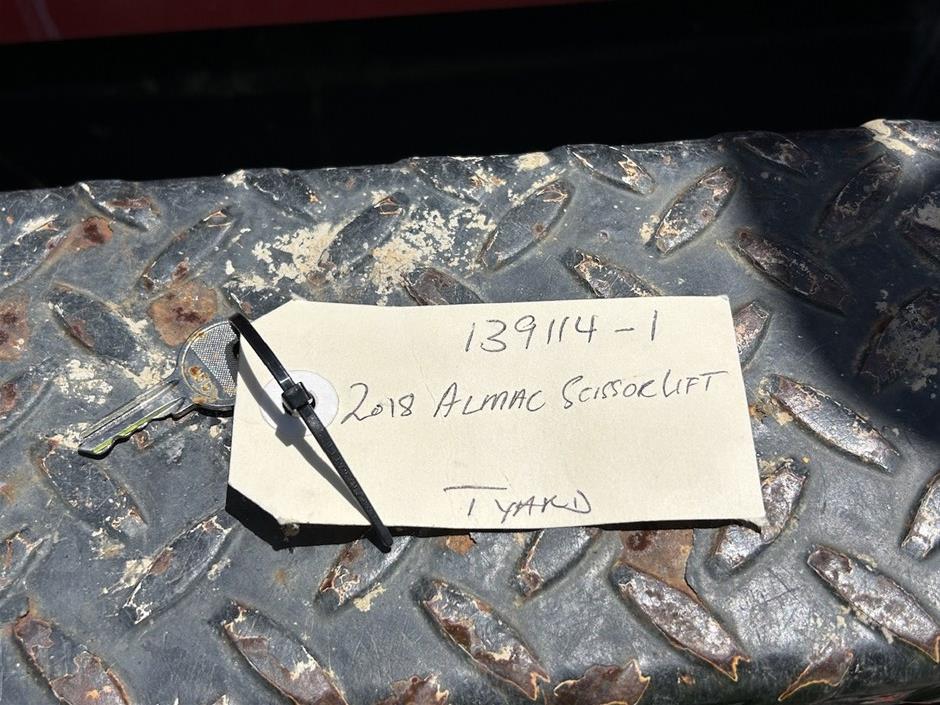 139114-1
2018 ALMAC SCISSORLIFT
T YARD